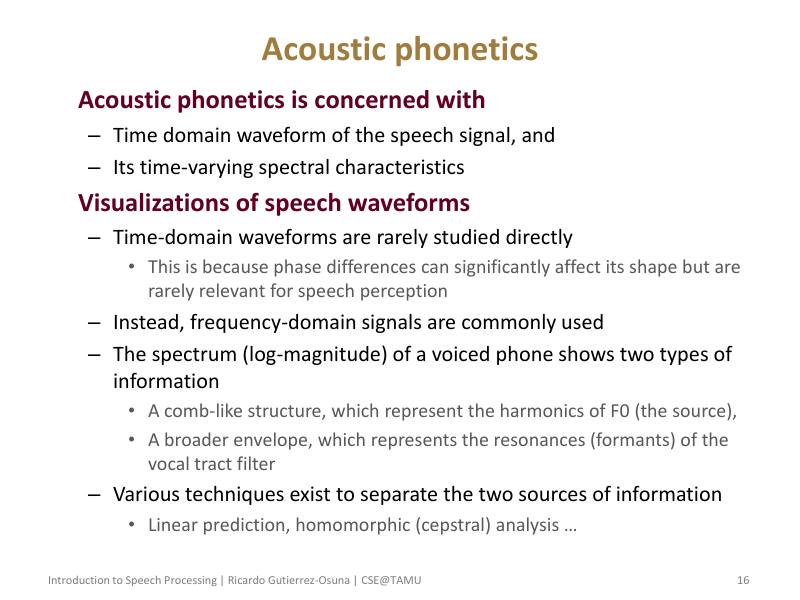 Acoustic phonetics
Acoustic phonetics is concerned with
– Time domain waveform of the speech signal, and
– Its time-varying spectral characteristics
Visualizations of speech waveforms
– Time-domain waveforms are rarely studied directly
• This is because phase differences can significantly affect its shape but are
rarely relevant for speech perception
– Instead, frequency-domain signals are commonly used
– The spectrum (log-magnitude) of a voiced phone shows two types of
information
• A comb-like structure, which represent the harmonics of F0 (the source),
• A broader envelope, which represents the resonances (formants) of the
vocal tract filter
– Various techniques exist to separate the two sources of information
• Linear prediction, homomorphic (cepstral) analysis …
Introduction to Speech Processing | Ricardo Gutierrez-Osuna | CSE@TAMU 16